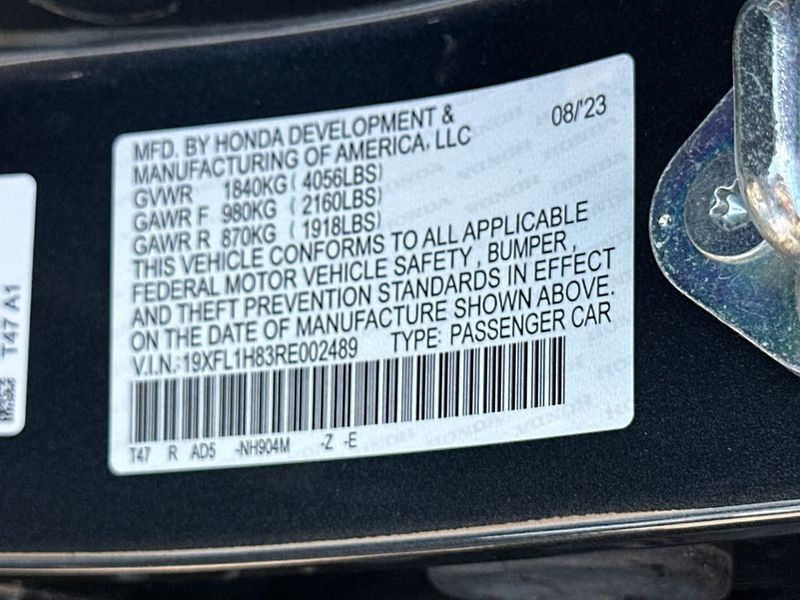 MFD. BY HONDA DEVELOPMENT & 08/'23
MANUFACTURING OF AMERICA, LLC
GVWR 1840KG ( 4056LBS)
GAWR F 980KG ( 2160LBS)
GAWR R 870KG ( 1918LBS)
THIS VEHICLE CONFORMS TO ALL APPLICABLE
FEDERAL MOTOR VEHICLE SAFETY , BUMPER ,
AND THEFT PREVENTION STANDARDS IN EFFECT
ON THE DATE OF MANUFACTURE SHOWN ABOVE.
V.I.N.:19XFL1H83RE002489 TYPE: PASSENGER CAR
T47 R AD5 -NH904M -Z -E
T47 A1